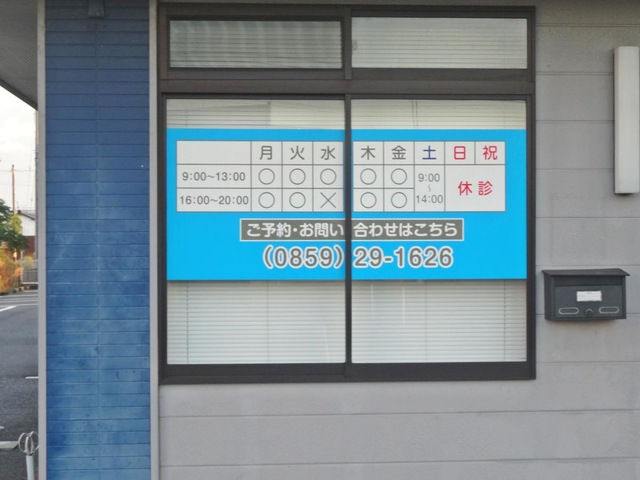 月 火 水 木 金 土 日 祝
9:00～13:00 ○ ○ ○ ○ ○ 9:00～14:00 休診
16:00～20:00 ○ ○ × ○ ○
ご予約・お問い合わせはこちら
(0859)29-1626